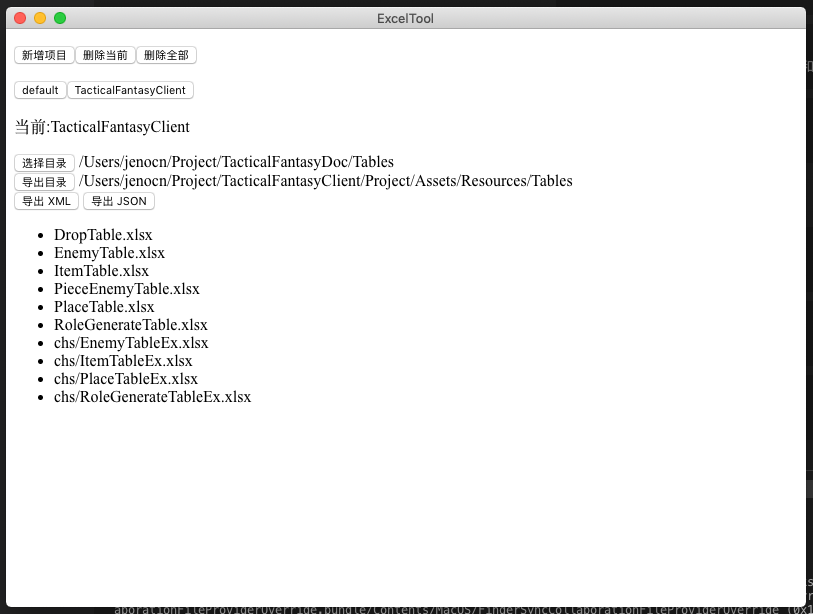 ExcelTool
新增项目 删除当前 删除全部
default TacticalFantasyClient
当前:TacticalFantasyClient
选择目录 /Users/jenocn/Project/TacticalFantasyDoc/Tables
导出目录 /Users/jenocn/Project/TacticalFantasyClient/Project/Assets/Resources/Tables
导出 XML 导出 JSON
DropTable.xlsx
EnemyTable.xlsx
ItemTable.xlsx
PieceEnemyTable.xlsx
PlaceTable.xlsx
RoleGenerateTable.xlsx
chs/EnemyTableEx.xlsx
chs/ItemTableEx.xlsx
chs/PlaceTableEx.xlsx
chs/RoleGenerateTableEx.xlsx
aborationFileProviderOverride.bundle/Contents/MacOS/FinderSyncCollaborationFileProviderOverride (0x1